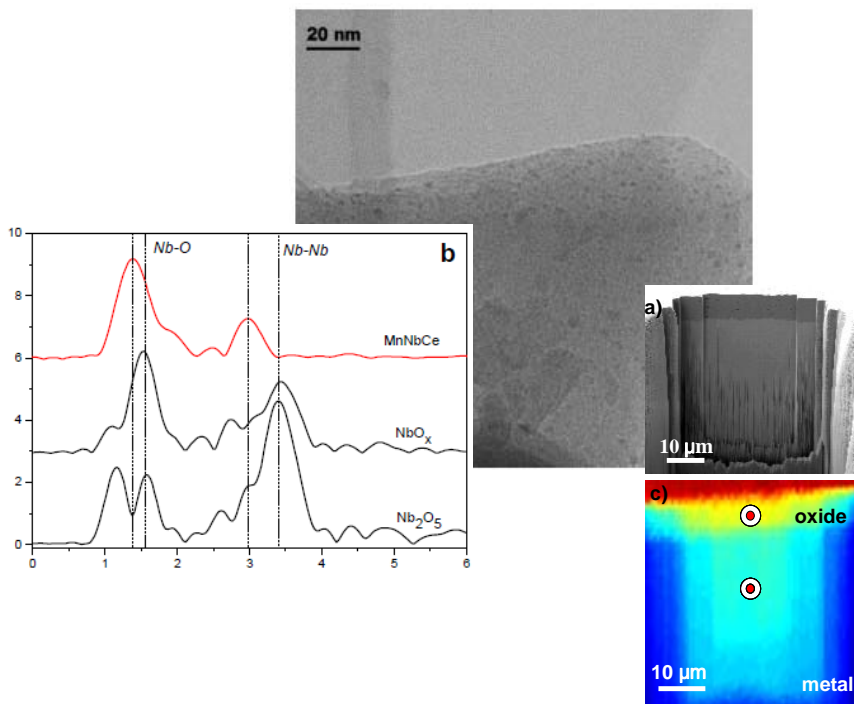 20 nm
10
b
Nb-O
Nb-Nb
8
MnNbCe
6
4
NbOₓ
2
Nb₂O₅
0
0 1 2 3 4 5 6
a)
10 µm
c)
oxide
10 µm
metal